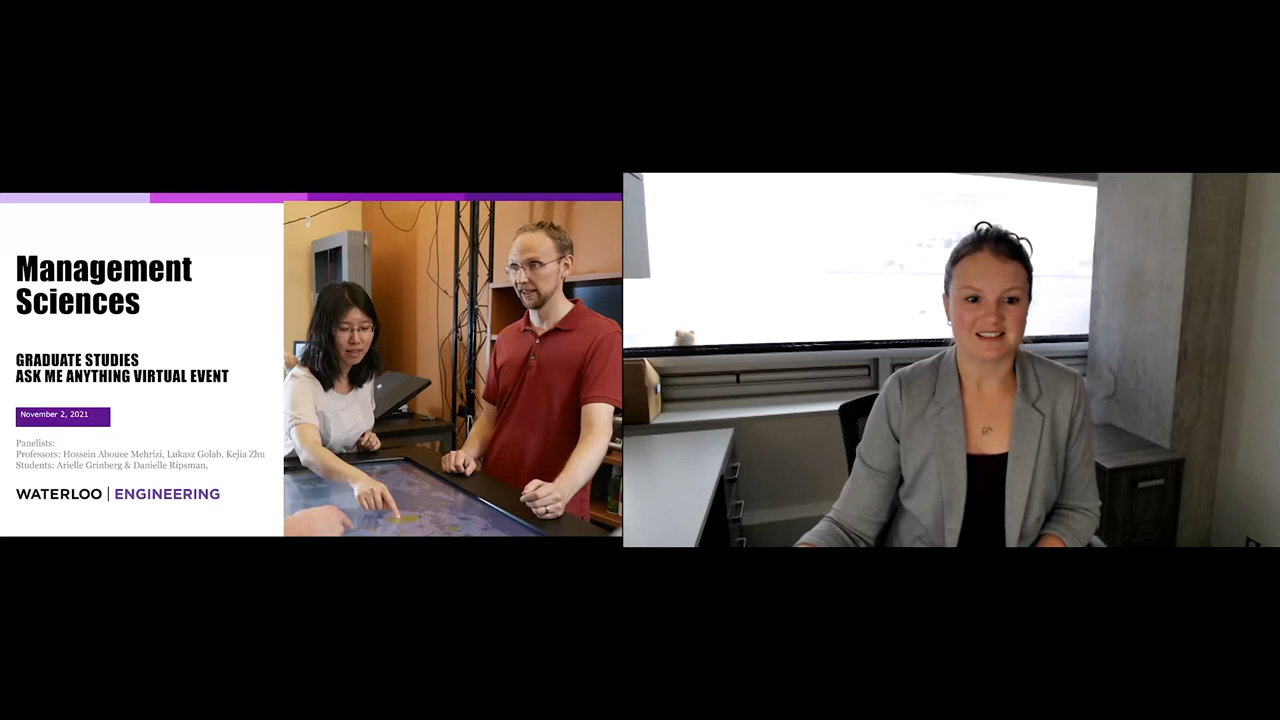 Management
Sciences
GRADUATE STUDIES
ASK ME ANYTHING VIRTUAL EVENT
November 2, 2021
Panelists:
Professors: Hossein Abouee Mehrizi, Lukasz Golab, Kejia Zhu
Students: Arielle Grinberg & Danielle Ripsman,
WATERLOO | ENGINEERING